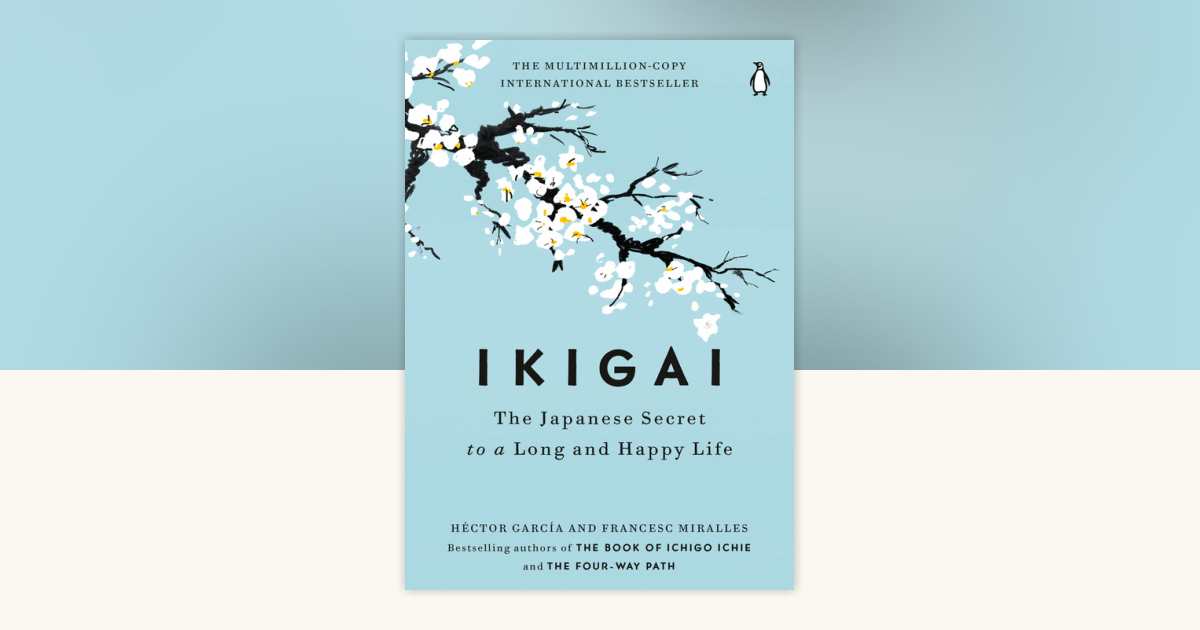 THE MULTIMILLION-COPY
INTERNATIONAL BESTSELLER
IKIGAI
The Japanese Secret
to a Long and Happy Life
HÉCTOR GARCÍA AND FRANCESC MIRALLES
Bestselling authors of THE BOOK OF ICHIGO ICHIE
and THE FOUR-WAY PATH